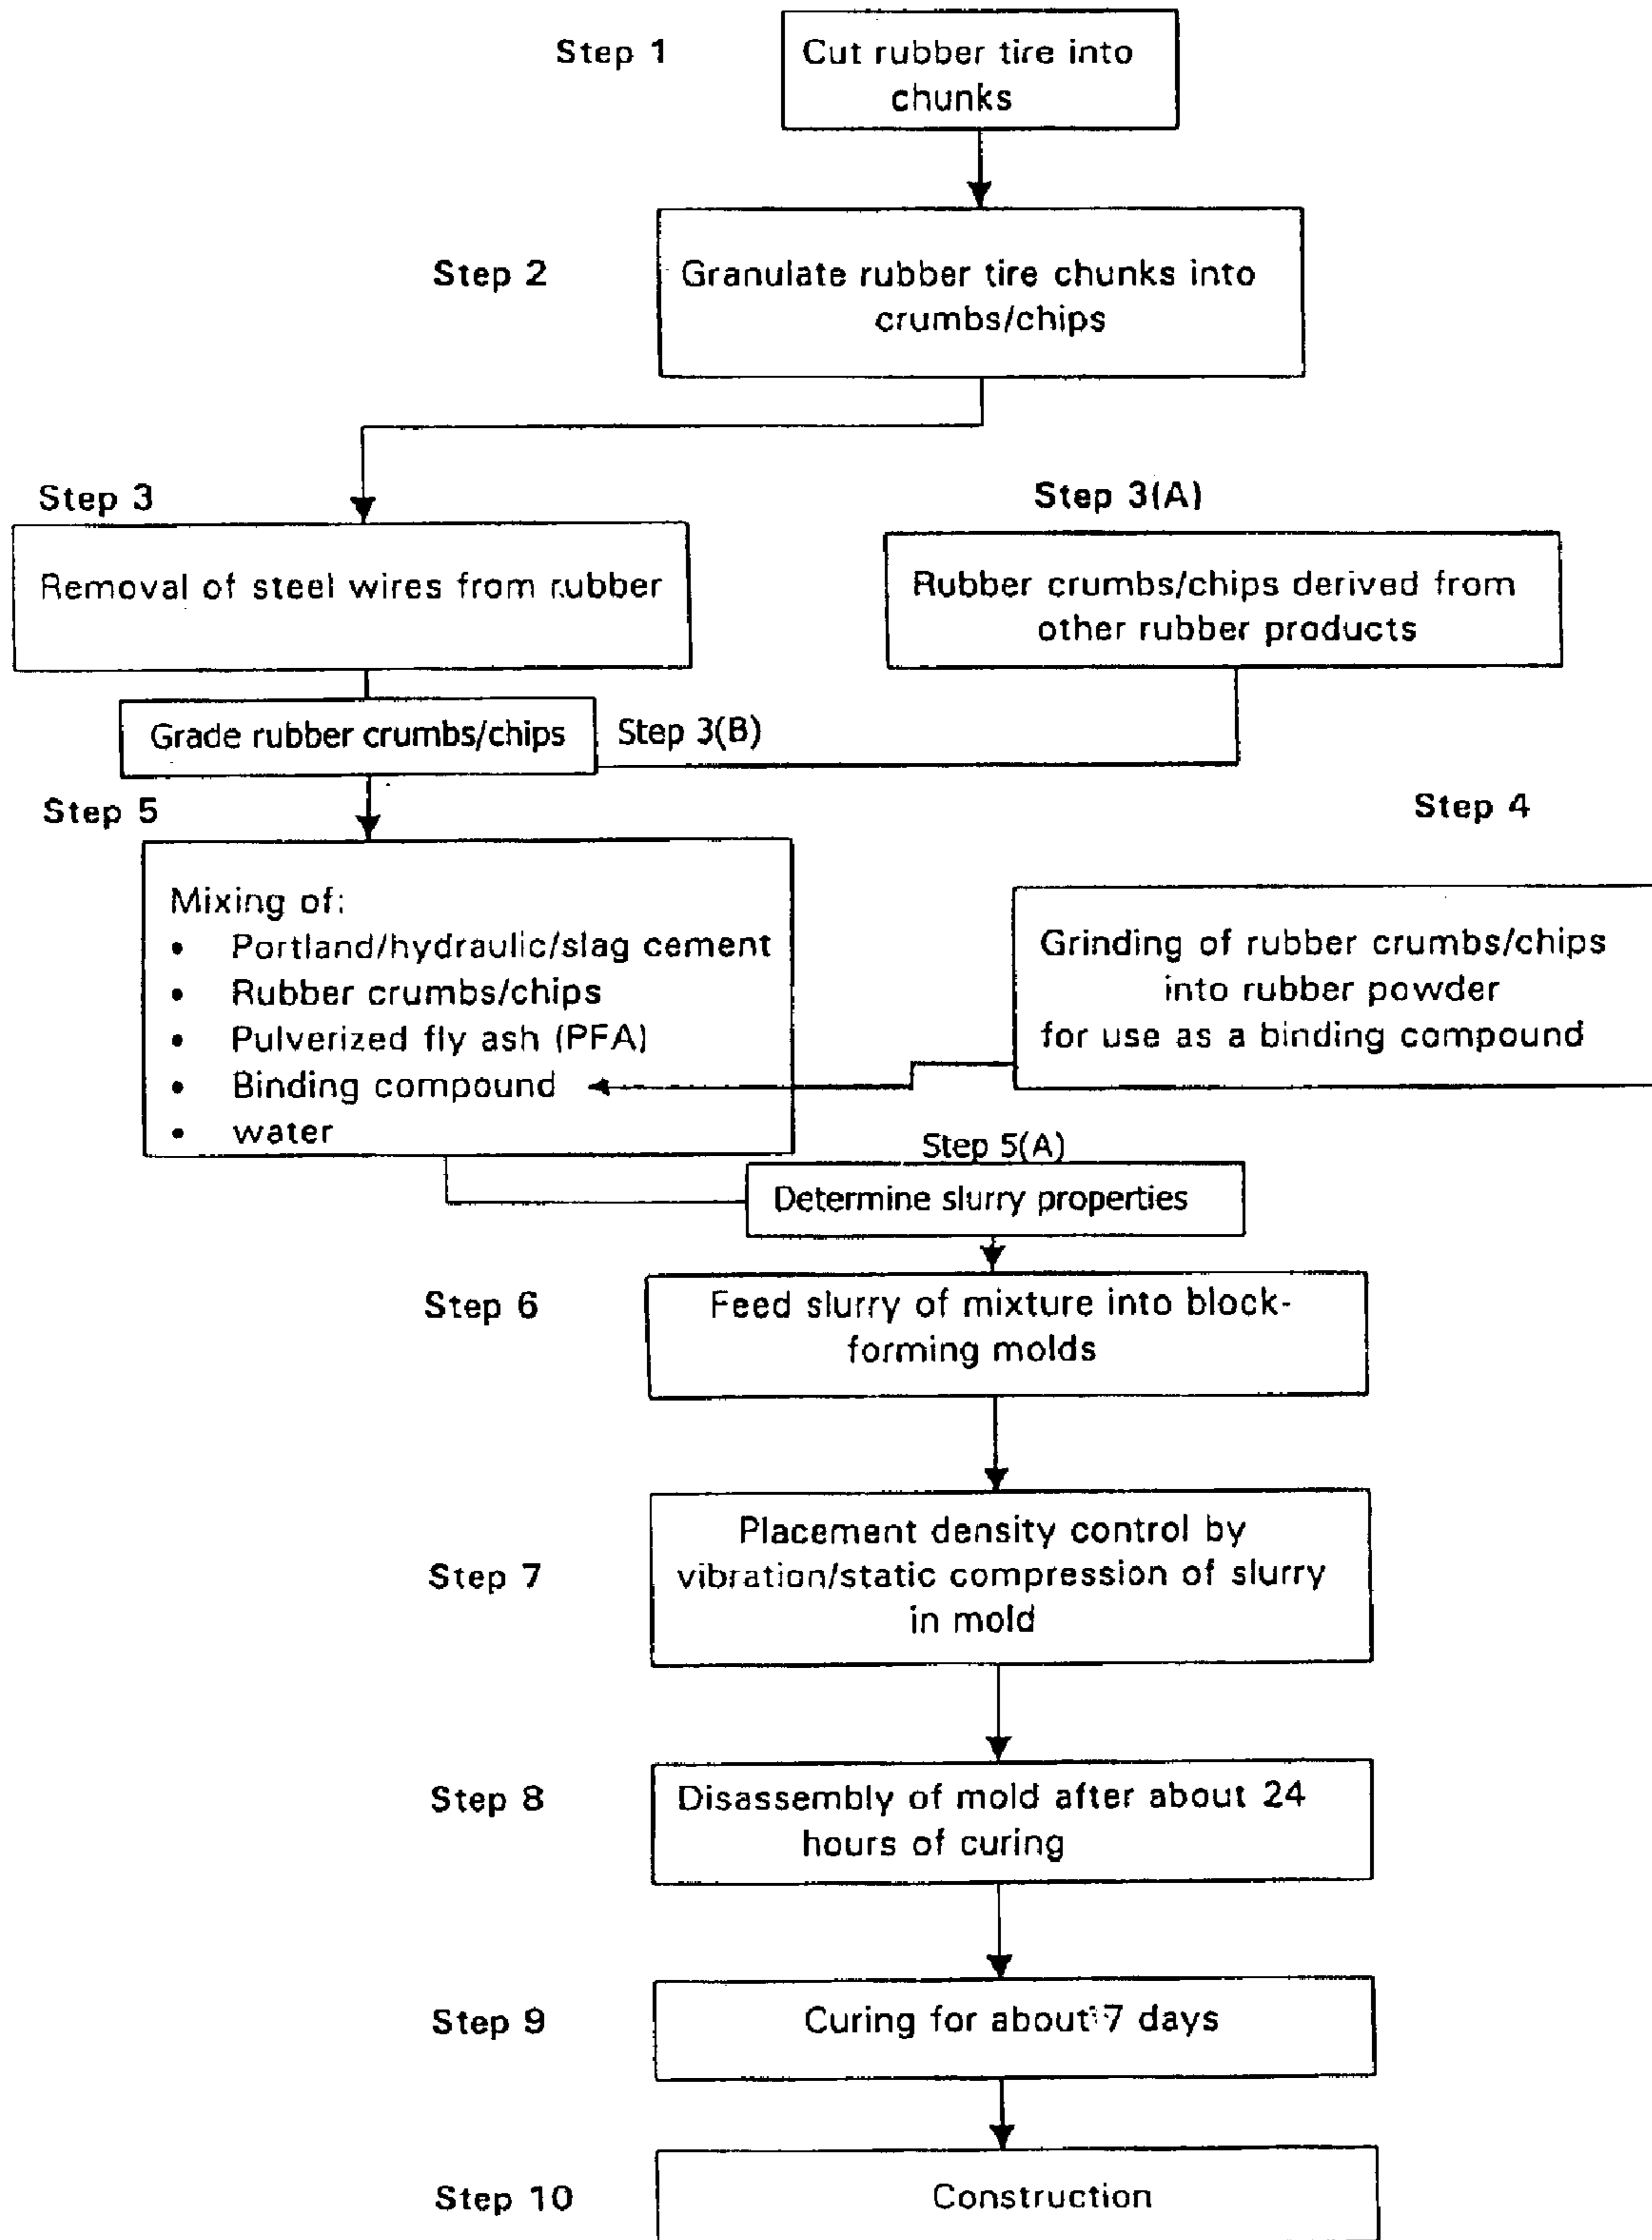 Step 1
Cut rubber tire into
chunks
Step 2
Granulate rubber tire chunks into
crumbs/chips
Step 3
Removal of steel wires from rubber
Step 3(A)
Rubber crumbs/chips derived from
other rubber products
Grade rubber crumbs/chips
Step 3(B)
Step 4
Grinding of rubber crumbs/chips
into rubber powder
for use as a binding compound
Step 5
Mixing of:
• Portland/hydraulic/slag cement
• Rubber crumbs/chips
• Pulverized fly ash (PFA)
• Binding compound
• water
Step 5(A)
Determine slurry properties
Step 6
Feed slurry of mixture into block-
forming molds
Step 7
Placement density control by
vibration/static compression of slurry
in mold
Step 8
Disassembly of mold after about 24
hours of curing
Step 9
Curing for about 7 days
Step 10
Construction